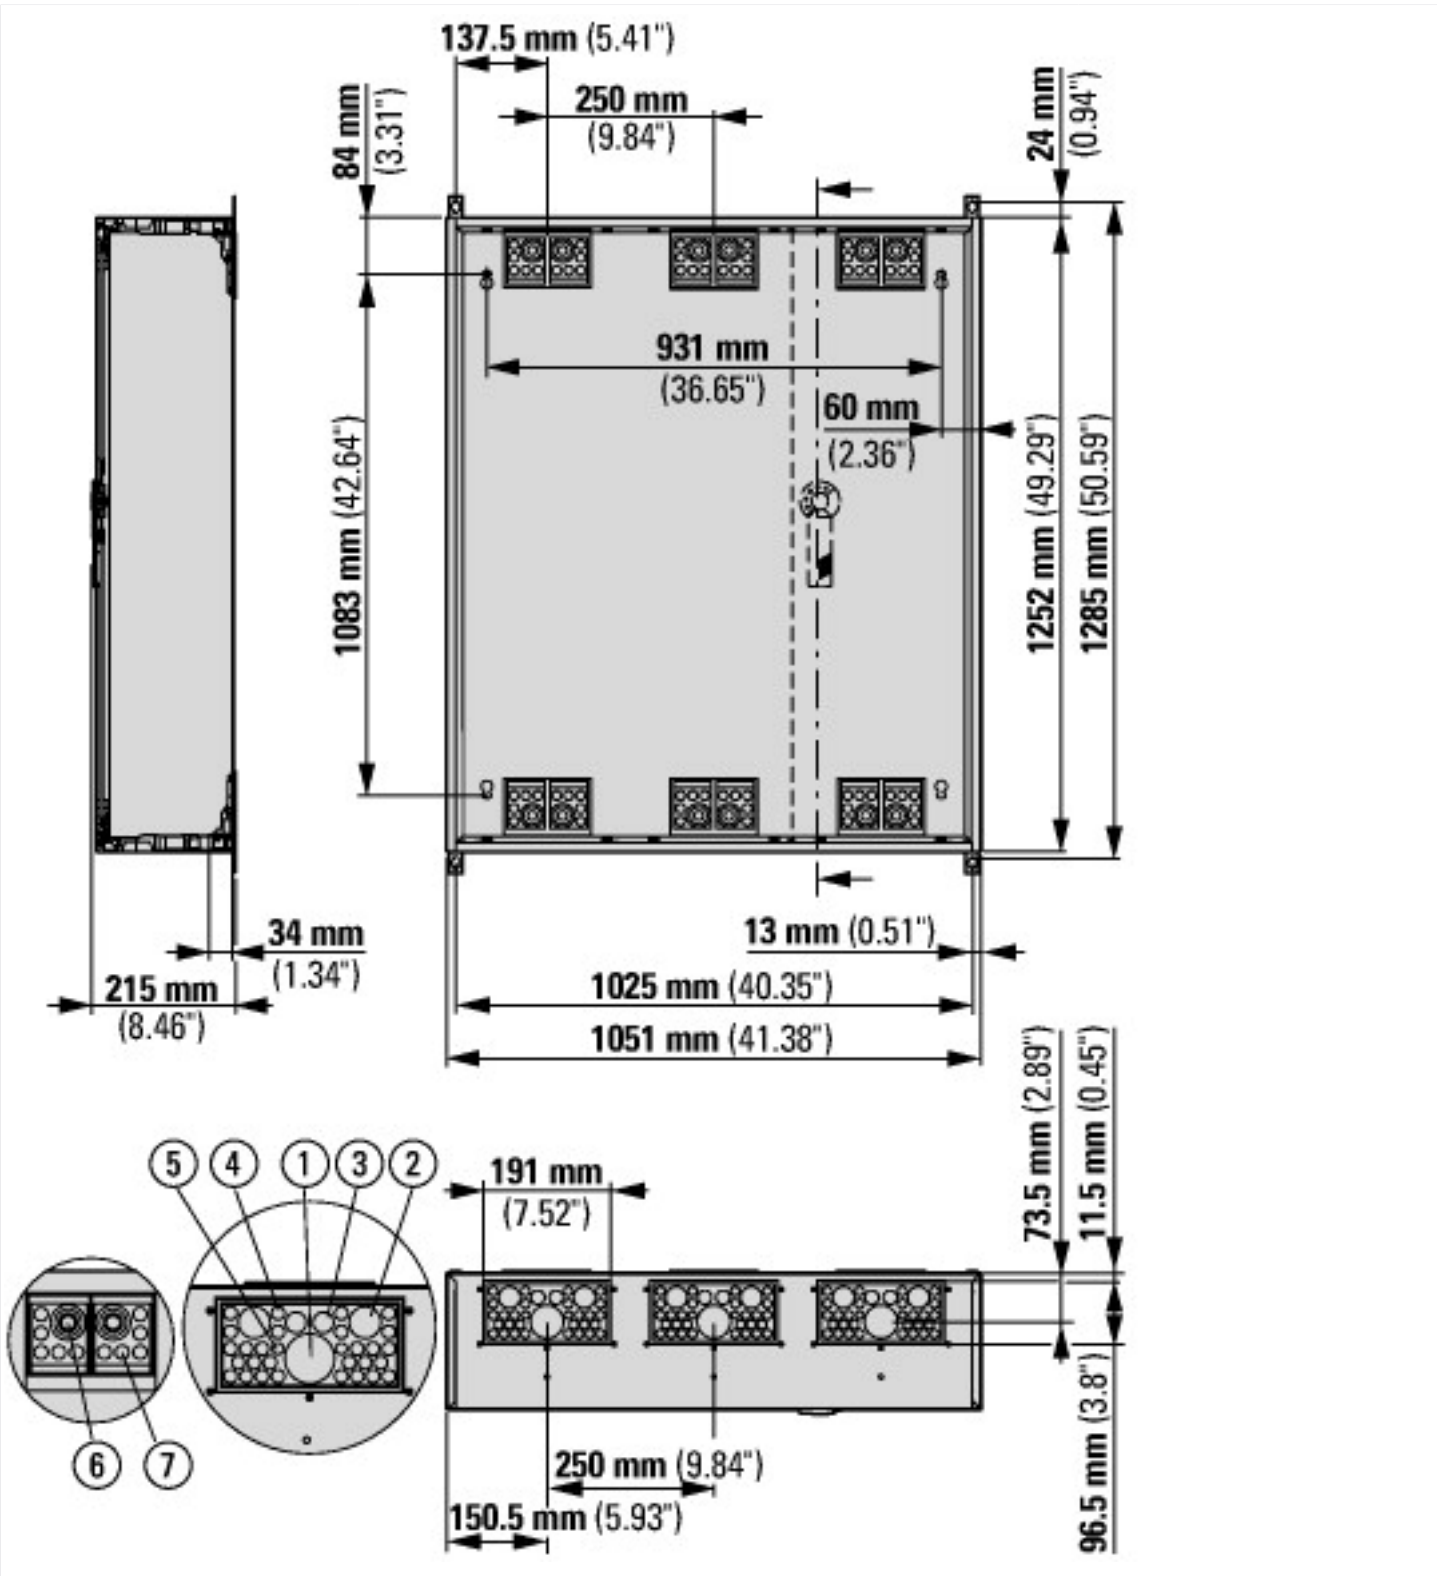 137.5 mm (5.41")
250 mm
(9.84")
84 mm
(3.31")
24 mm
(0.94")
931 mm
(36.65")
60 mm
(2.36")
1083 mm (42.64")
1252 mm (49.29")
1285 mm (50.59")
34 mm
(1.34")
215 mm
(8.46")
13 mm (0.51")
1025 mm (40.35")
1051 mm (41.38")
73.5 mm (2.89")
11.5 mm (0.45")
5 4 1 3 2
191 mm
(7.52")
6 7
250 mm (9.84")
150.5 mm (5.93")
96.5 mm (3.8")